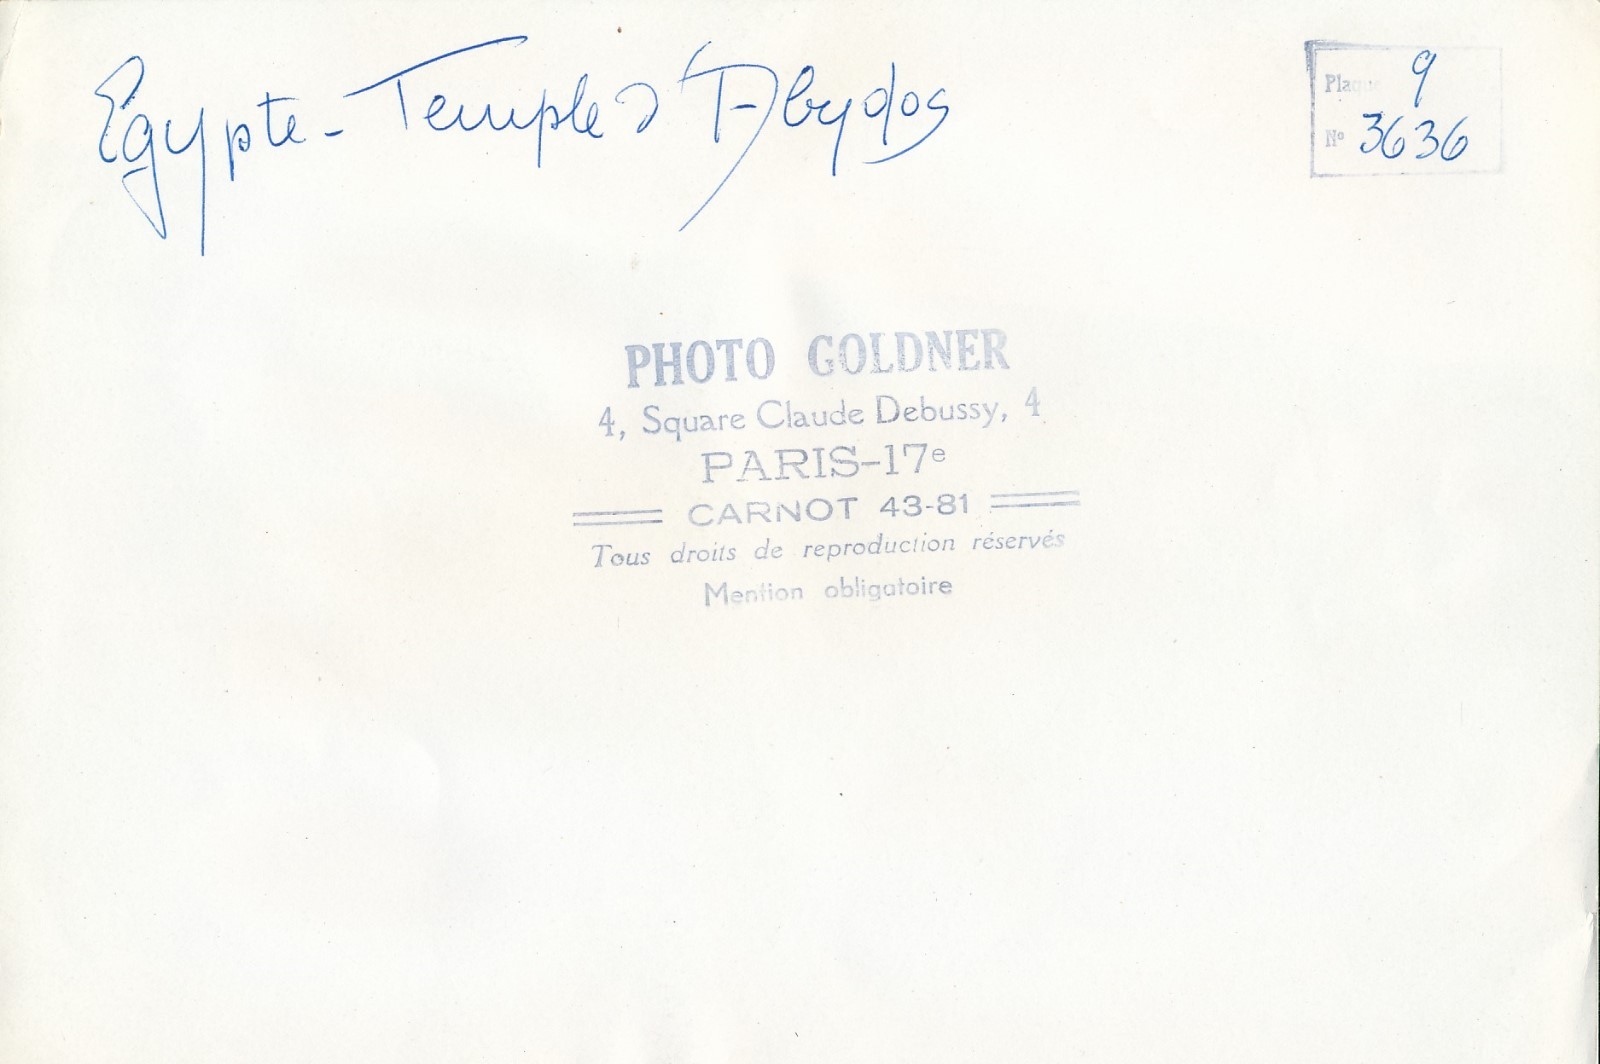 Egypte - Temple d'Abydos
Plaque 9
N° 3636
PHOTO GOLDNER
4, Square Claude Debussy, 4
PARIS-17e
CARNOT 43-81
Tous droits de reproduction réservés
Mention obligatoire